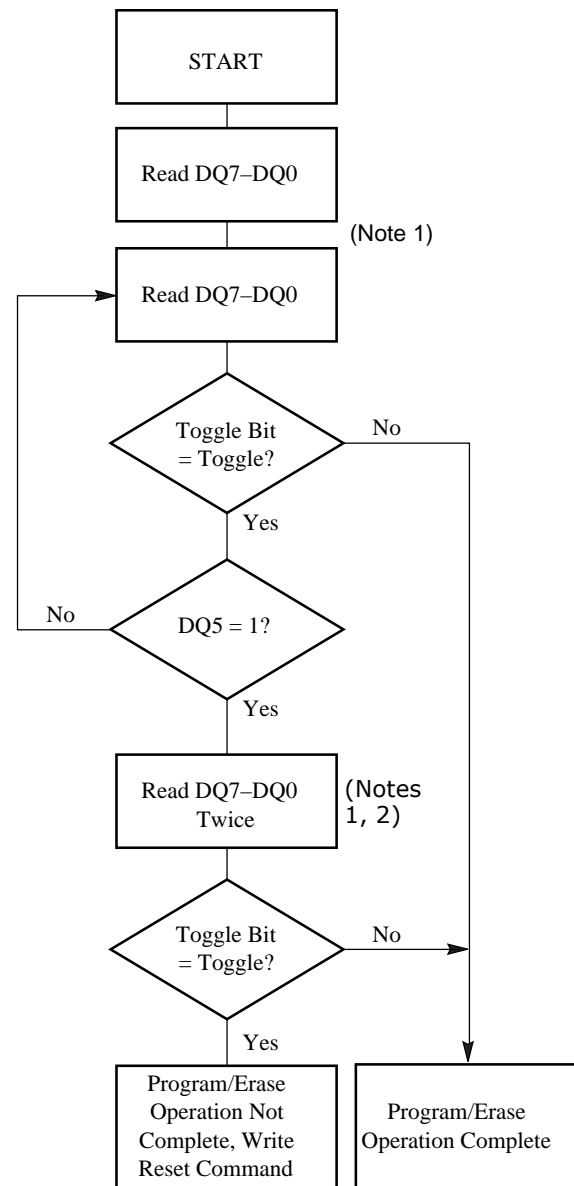 START
Read DQ7–DQ0
(Note 1)
Read DQ7–DQ0
Toggle Bit
= Toggle?
No
Yes
DQ5 = 1?
No
Yes
Read DQ7–DQ0
Twice
(Notes
1, 2)
Toggle Bit
= Toggle?
No
Yes
Program/Erase
Operation Not
Complete, Write
Reset Command
Program/Erase
Operation Complete